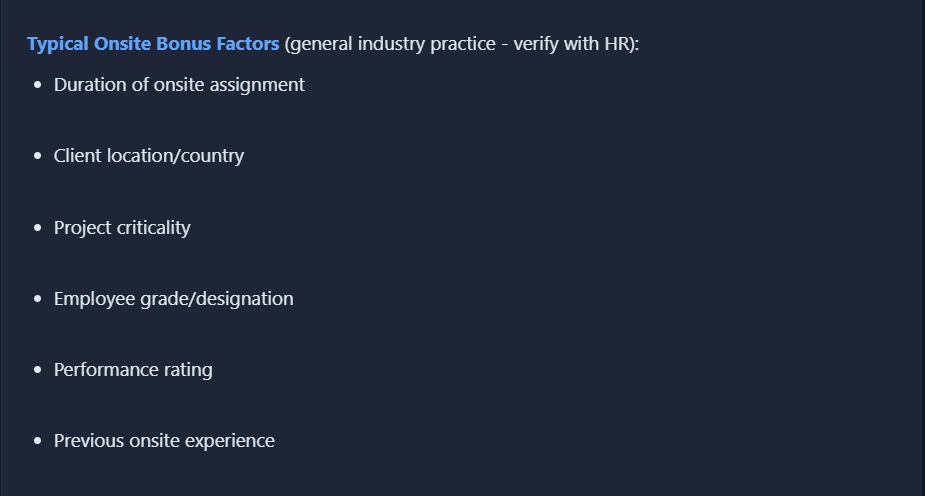 Typical Onsite Bonus Factors (general industry practice - verify with HR):
• Duration of onsite assignment
• Client location/country
• Project criticality
• Employee grade/designation
• Performance rating
• Previous onsite experience